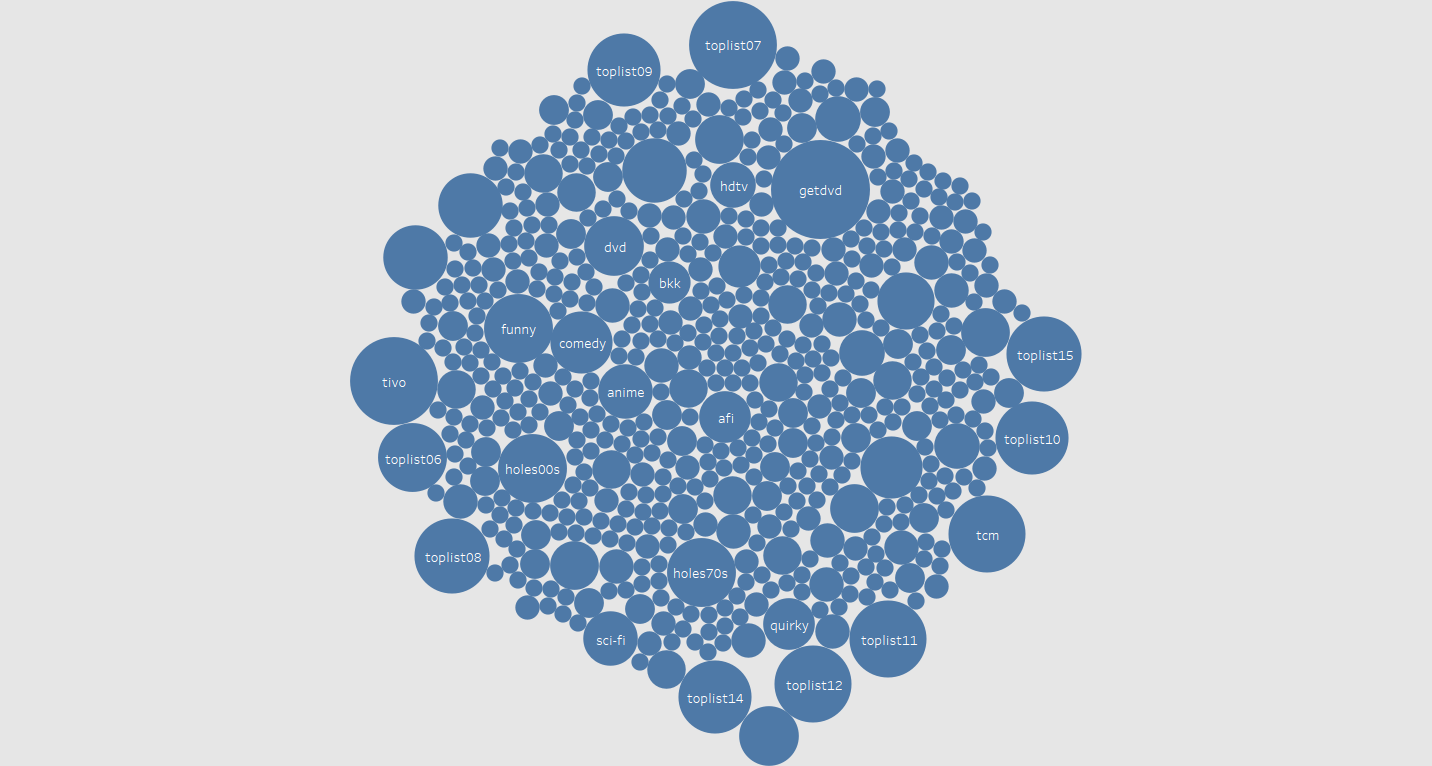 toplist07
toplist09
hdtv
getdvd
dvd
bkk
funny
comedy
toplist15
tivo
anime
afi
toplist10
toplist06
holes00s
tcm
toplist08
holes70s
quirky
sci-fi
toplist11
toplist12
toplist14